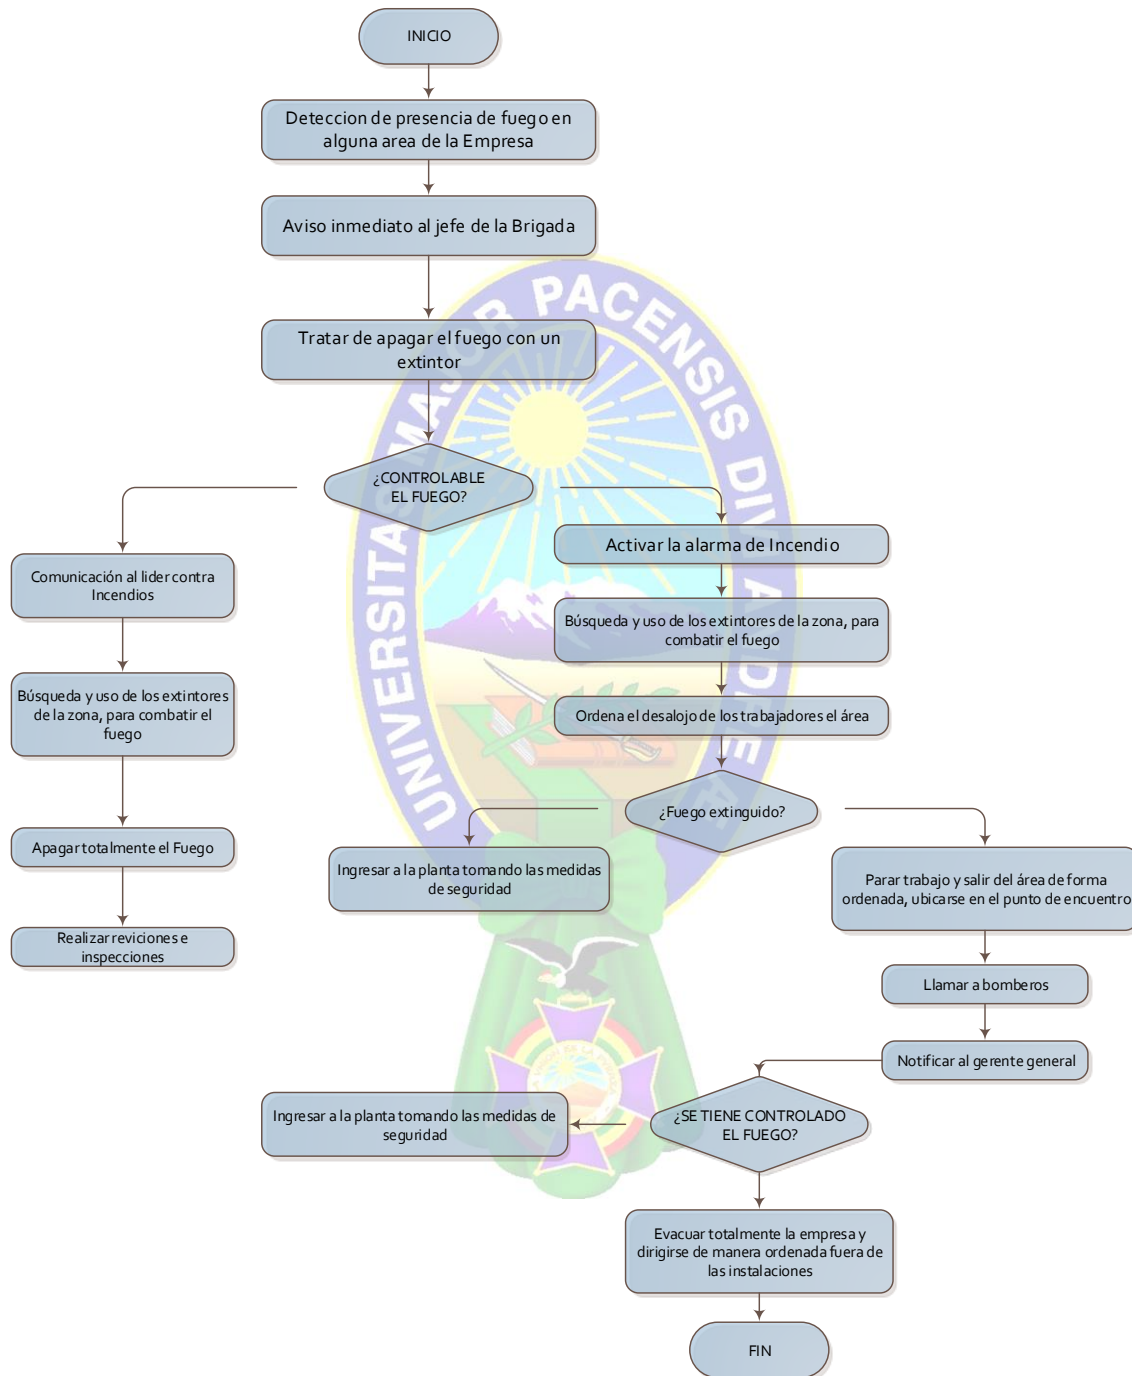 INICIO
Deteccion de presencia de fuego en
alguna area de la Empresa
Aviso inmediato al jefe de la Brigada
Tratar de apagar el fuego con un
extintor
¿CONTROLABLE
EL FUEGO?
Comunicación al lider contra
Incendios
Búsqueda y uso de los extintores
de la zona, para combatir el
fuego
Apagar totalmente el Fuego
Realizar reviciones e
inspecciones
Activar la alarma de Incendio
Búsqueda y uso de los extintores de la zona, para
combatir el fuego
Ordena el desalojo de los trabajadores el área
¿Fuego extinguido?
Ingresar a la planta tomando las medidas
de seguridad
Parar trabajo y salir del área de forma
ordenada, ubicarse en el punto de encuentro
Llamar a bomberos
Notificar al gerente general
¿SE TIENE CONTROLADO
EL FUEGO?
Ingresar a la planta tomando las medidas de
seguridad
Evacuar totalmente la empresa y
dirigirse de manera ordenada fuera de
las instalaciones
FIN
UNIVERSITAS MAJOR PACENSIS DIVI ANDRE Æ